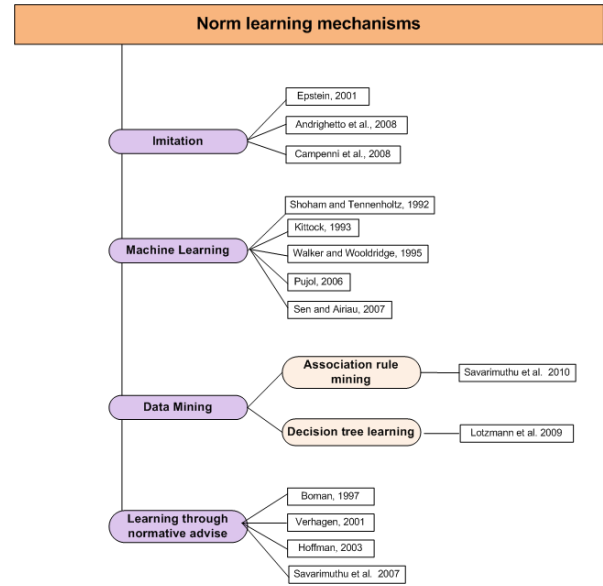 Norm learning mechanisms
Epstein, 2001
Andrighetto et al., 2008
Imitation
Campenni et al., 2008
Shoham and Tennenholtz, 1992
Kittock, 1993
Machine Learning
Walker and Wooldridge, 1995
Pujol, 2006
Sen and Airiau, 2007
Association rule
mining
Savarimuthu et al.  2010
Data Mining
Decision tree learning
Lotzmann et al. 2009
Boman, 1997
Learning through
normative advise
Verhagen, 2001
Hoffman, 2003
Savarimuthu et al.  2007